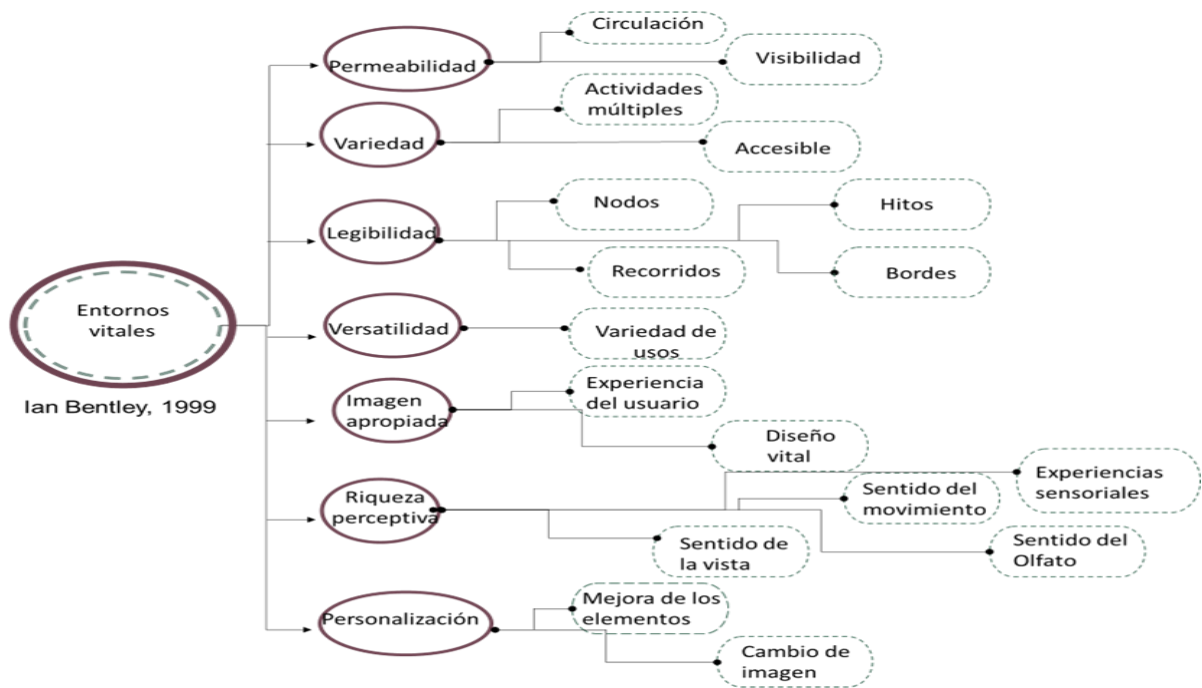 Entornos
vitales
Ian Bentley, 1999
Permeabilidad
Circulación
Visibilidad
Variedad
Actividades
múltiples
Accesible
Legibilidad
Nodos
Hitos
Recorridos
Bordes
Versatilidad
Variedad de
usos
Imagen
apropiada
Experiencia
del usuario
Diseño
vital
Riqueza
perceptiva
Experiencias
sensoriales
Sentido del
movimiento
Sentido de
la vista
Sentido del
Olfato
Personalización
Mejora de los
elementos
Cambio de
imagen